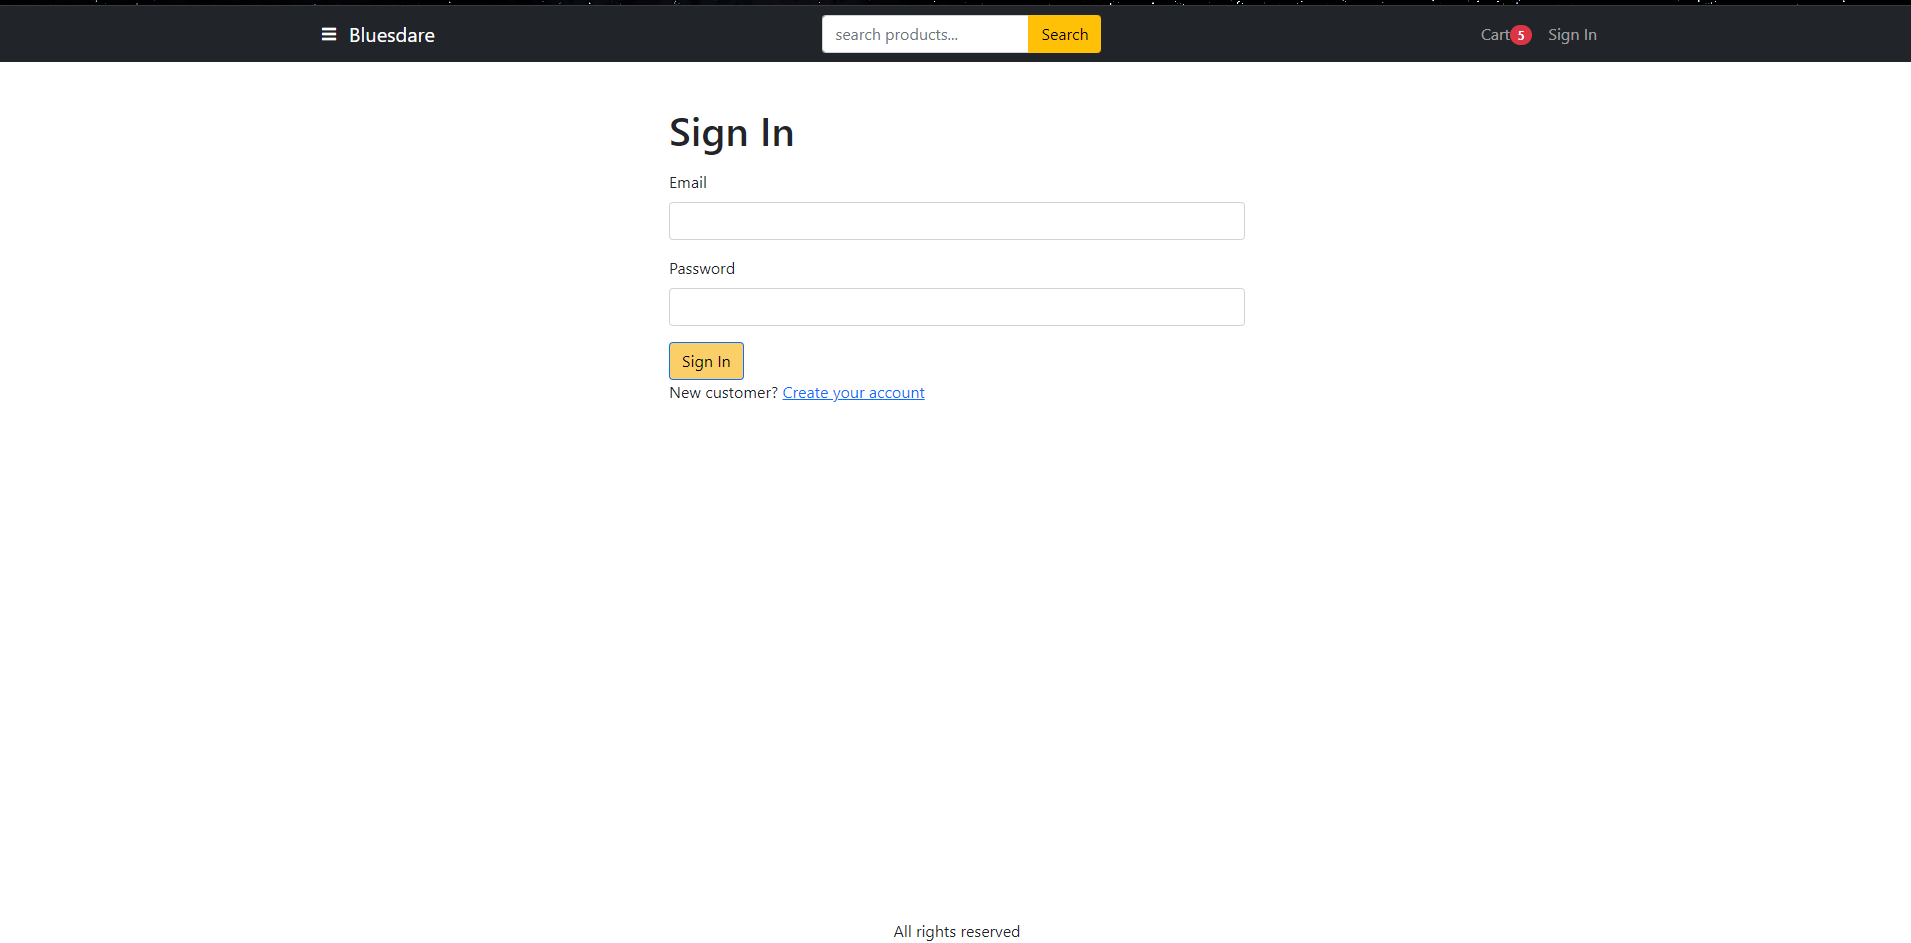 Bluesdare
search products...
Search
Cart 5
Sign In
Sign In
Email
Password
Sign In
New customer? Create your account
All rights reserved